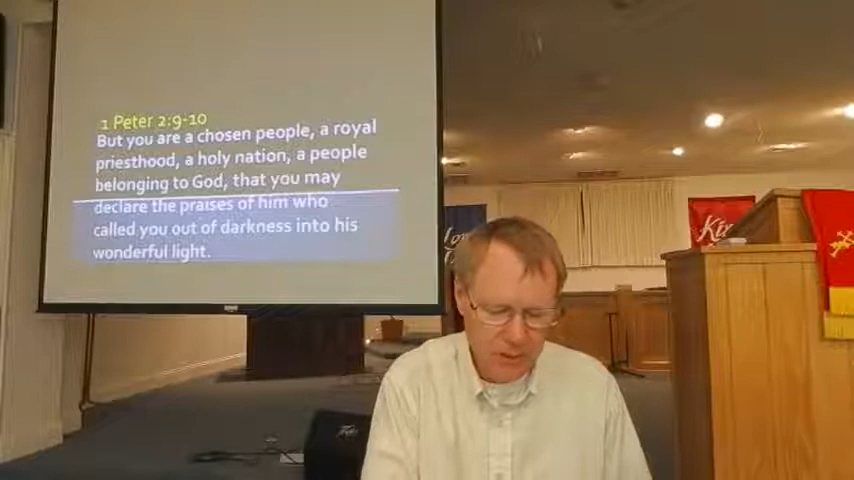 1 Peter 2:9-10
But you are a chosen people, a royal
priesthood, a holy nation, a people
belonging to God, that you may
declare the praises of him who
called you out of darkness into his
wonderful light.